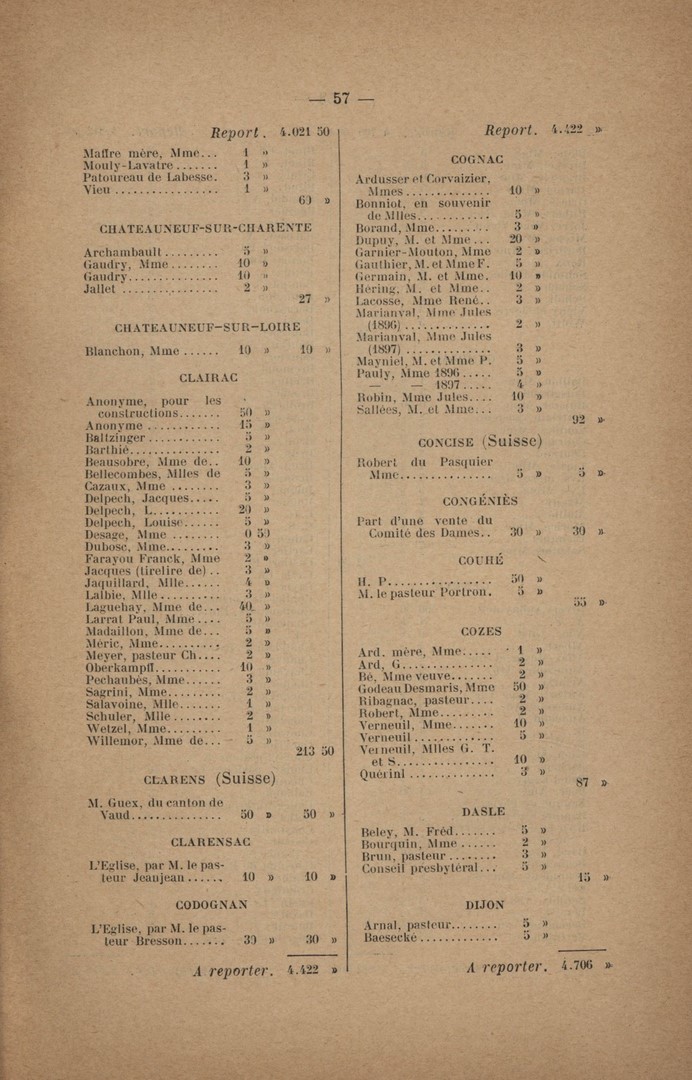 — 57 —
Report. 4.021 50
Maffre mère, Mme... 1 »
Mouly-Lavatre....... 1 »
Patoureau de Labesse. 3 »
Vieu................. 1 »
60 »
CHATEAUNEUF-SUR-CHARENTE
Archambault......... 5 »
Gaudry, Mme........ 10 »
Gaudry............... 10 »
Jallet................ 2 »
27 »
CHATEAUNEUF-SUR-LOIRE
Blanchon, Mme...... 10 » 10 »
CLAIRAC
Anonyme, pour les
constructions....... 50 »
Anonyme............ 15 »
Baltzinger............ 5 »
Barthié............... 2 »
Beausobre, Mme de.. 10 »
Bellecombes, Mlles de 5 »
Cazaux, Mme........ 3 »
Delpech, Jacques..... 5 »
Delpech, L........... 20 »
Delpech, Louise...... 5 »
Desage, Mme........ 0 50
Dubosc, Mme......... 3 »
Farayou Franck, Mme 2 »
Jacques (tirelire de).. 3 »
Jaquillard, Mlle...... 4 »
Lalbie, Mlle.......... 3 »
Laguehay, Mme de... 40 »
Larrat Paul, Mme.... 5 »
Madaillon, Mme de... 5 »
Méric, Mme.......... 2 »
Meyer, pasteur Ch.... 2 »
Oberkampff........... 10 »
Pechaubés, Mme...... 3 »
Sagrini, Mme......... 2 »
Salavoine, Mlle....... 1 »
Schuler, Mlle........ 2 »
Wetzel, Mme......... 1 »
Willemor, Mme de... 5 »
213 50
CLARENS (Suisse)
M. Guex, du canton de
Vaud............... 50 » 50 »
CLARENSAC
L'Eglise, par M. le pas-
teur Jeanjean...... 10 » 10 »
CODOGNAN
L'Eglise, par M. le pas-
teur Bresson....... 30 » 30 »
A reporter. 4.422 »
Report. 4.422 »
COGNAC
Ardusser et Corvaizier,
Mmes.............. 10 »
Bonniot, en souvenir
de Mlles............ 5 »
Borand, Mme......... 3 »
Dupuy, M. et Mme... 20 »
Garnier-Mouton, Mme 2 »
Gauthier, M. et Mme F. 5 »
Germain, M. et Mme. 10 »
Héring, M. et Mme.. 2 »
Lacosse, Mme René.. 3 »
Marianval, Mme Jules
(1896).............. 2 »
Marianval, Mme Jules
(1897).............. 3 »
Mayniel, M. et Mme P. 5 »
Pauly, Mme 1896..... 5 »
— — 1897..... 4 »
Robin, Mme Jules.... 10 »
Sallées, M. et Mme... 3 »
92 »
CONCISE (Suisse)
Robert du Pasquier
Mme............... 5 » 5 »
CONGÉNIÈS
Part d'une vente du
Comité des Dames.. 30 » 30 »
COUHÉ
H. P................. 50 »
M. le pasteur Portron. 5 »
55 »
COZES
Ard. mère, Mme..... 1 »
Ard, G............... 2 »
Bé, Mme veuve....... 2 »
Godeau Desmaris, Mme 50 »
Ribagnac, pasteur.... 2 »
Robert, Mme......... 2 »
Verneuil, Mme....... 10 »
Verneuil............. 5 »
Verneuil, Mlles G. T.
et S................ 10 »
Quérini.............. 3 »
87 »
DASLE
Beley, M. Fréd....... 5 »
Bourquin, Mme...... 2 »
Brun, pasteur........ 3 »
Conseil presbytéral... 5 »
15 »
DIJON
Arnal, pasteur........ 5 »
Baesecké............. 5 »
A reporter. 4.706 »